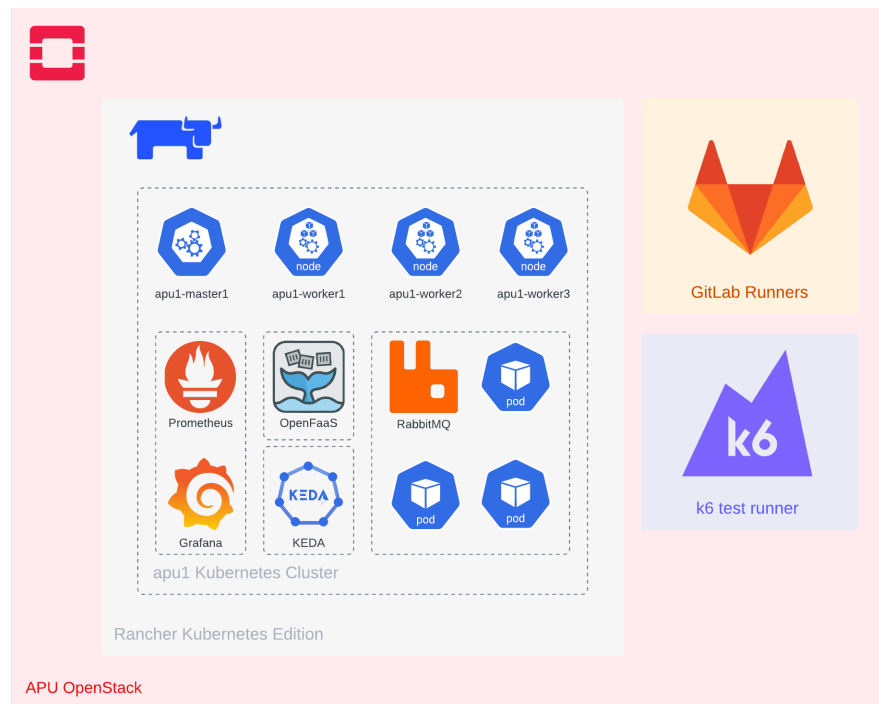 node
node
node
apu1-master1
apu1-worker1
apu1-worker2
apu1-worker3
GitLab Runners
pod
Prometheus
OpenFaaS
RabbitMQ
k6
KEDA
pod
pod
k6 test runner
Grafana
KEDA
apu1 Kubernetes Cluster
Rancher Kubernetes Edition
APU OpenStack